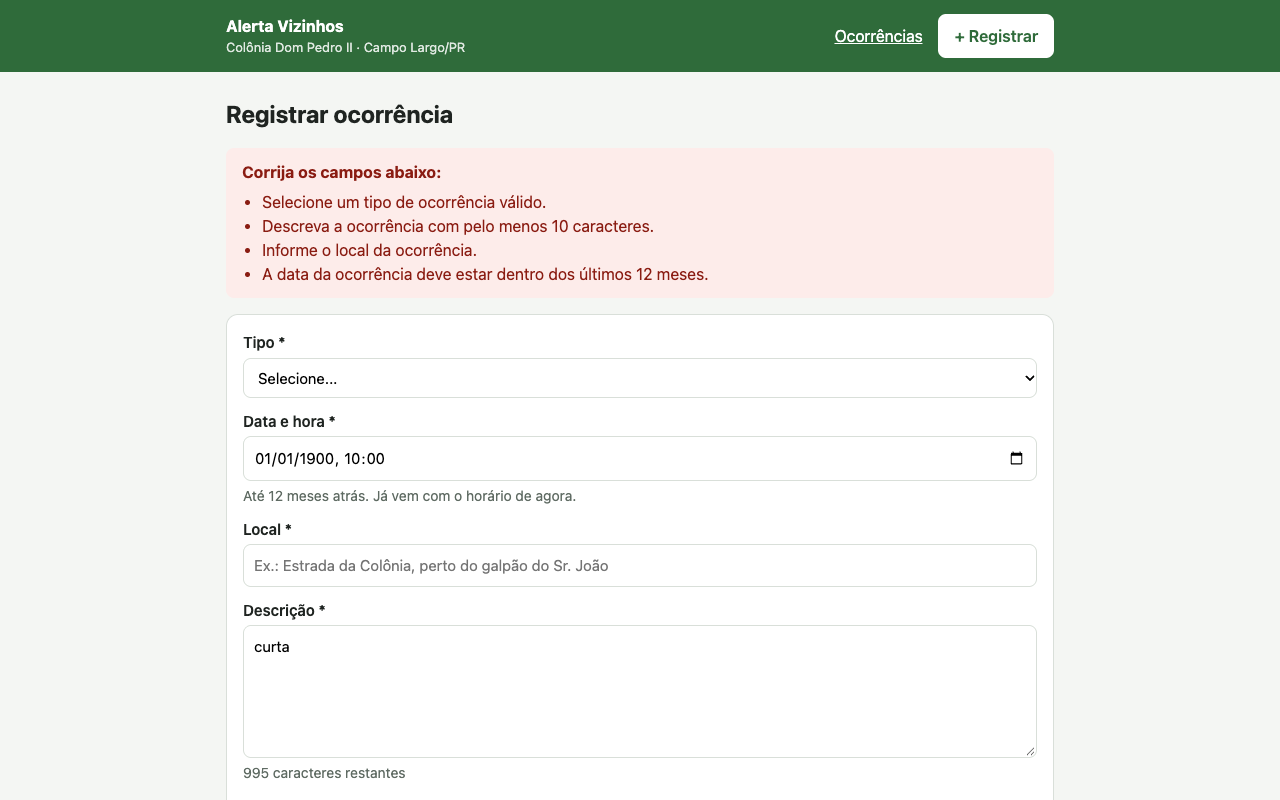 Alerta Vizinhos
Colônia Dom Pedro II · Campo Largo/PR
Ocorrências
+ Registrar
Registrar ocorrência
Corrija os campos abaixo:
• Selecione um tipo de ocorrência válido.
• Descreva a ocorrência com pelo menos 10 caracteres.
• Informe o local da ocorrência.
• A data da ocorrência deve estar dentro dos últimos 12 meses.
Tipo *
Selecione...
Data e hora *
01/01/1900, 10:00
Até 12 meses atrás. Já vem com o horário de agora.
Local *
Ex.: Estrada da Colônia, perto do galpão do Sr. João
Descrição *
curta
995 caracteres restantes